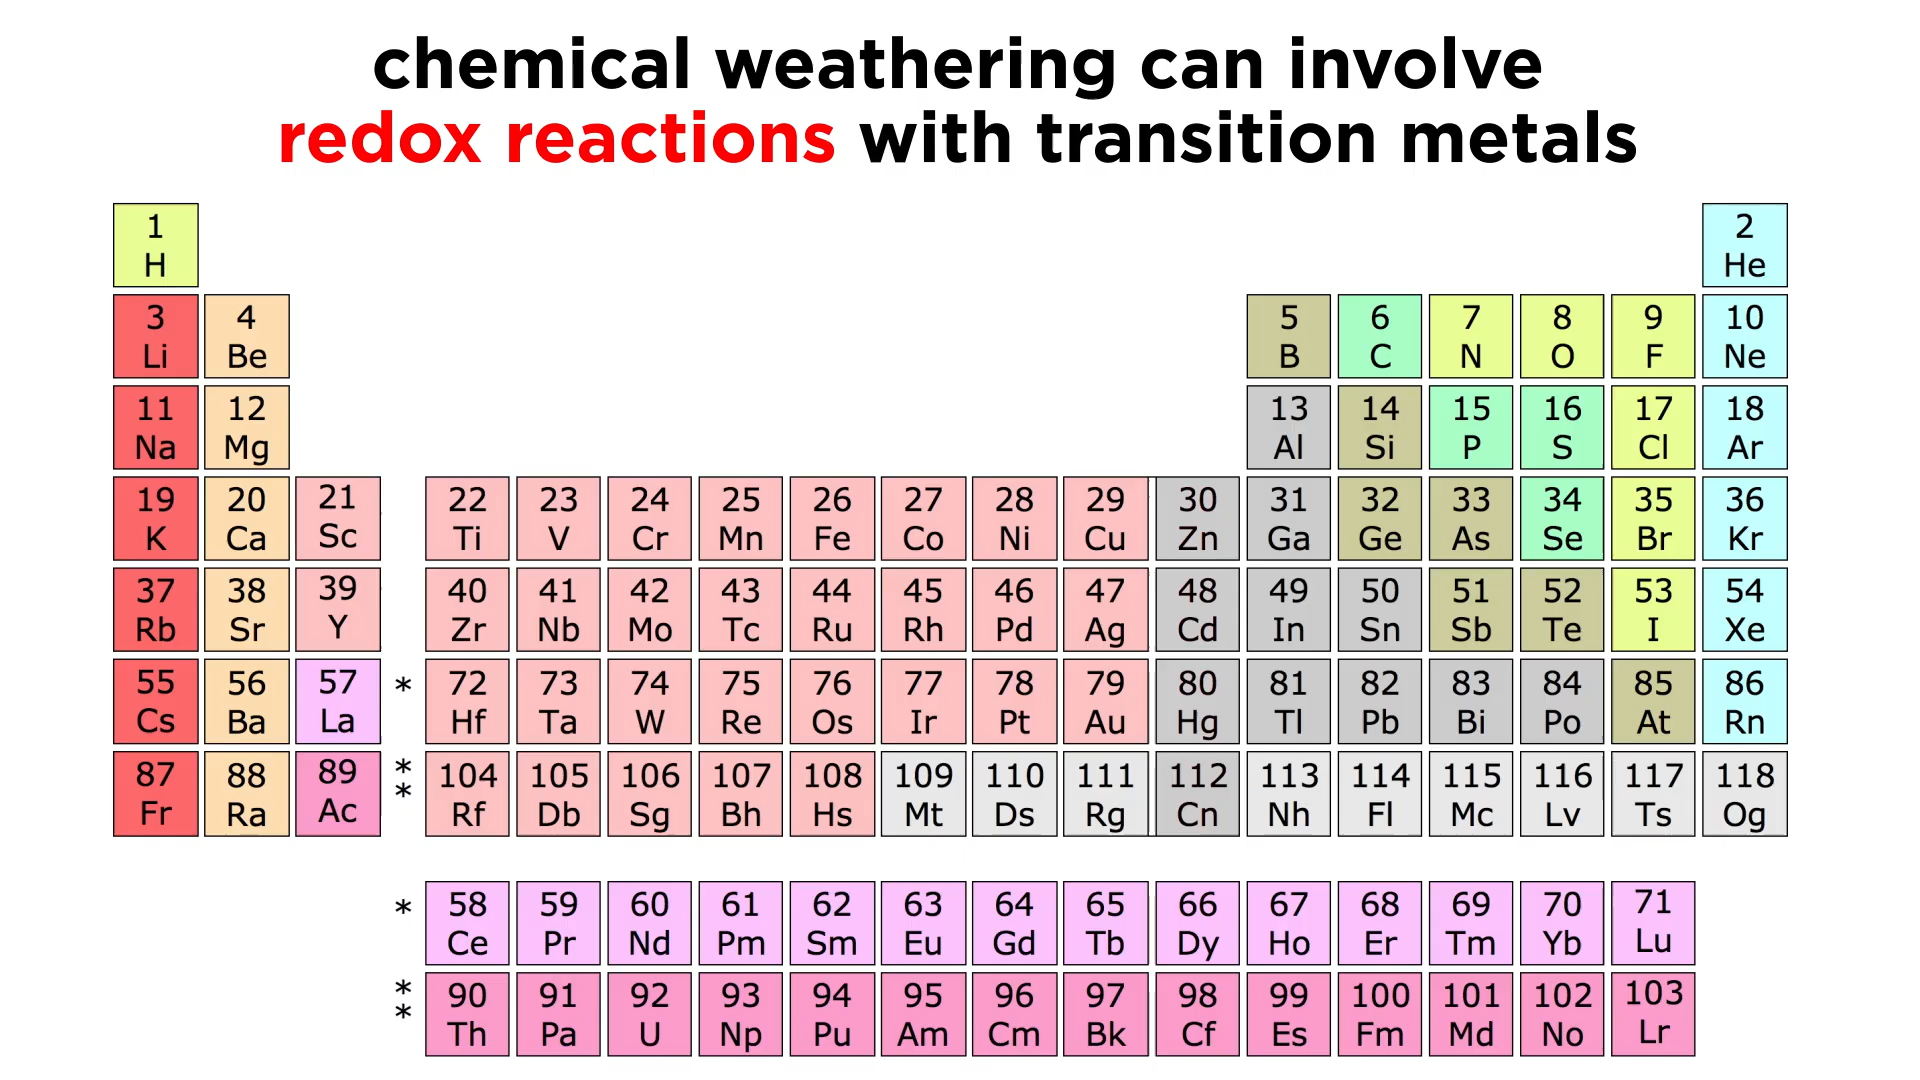 chemical weathering can involve
redox reactions with transition metals
1 2
H He
3 4 5 6 7 8 9 10
Li Be B C N O F Ne
11 12 13 14 15 16 17 18
Na Mg Al Si P S Cl Ar
19 20 21 22 23 24 25 26 27 28 29 30 31 32 33 34 35 36
K Ca Sc Ti V Cr Mn Fe Co Ni Cu Zn Ga Ge As Se Br Kr
37 38 39 40 41 42 43 44 45 46 47 48 49 50 51 52 53 54
Rb Sr Y Zr Nb Mo Tc Ru Rh Pd Ag Cd In Sn Sb Te I Xe
55 56 57 * 72 73 74 75 76 77 78 79 80 81 82 83 84 85 86
Cs Ba La Hf Ta W Re Os Ir Pt Au Hg Tl Pb Bi Po At Rn
87 88 89 * 104 105 106 107 108 109 110 111 112 113 114 115 116 117 118
Fr Ra Ac * Rf Db Sg Bh Hs Mt Ds Rg Cn Nh Fl Mc Lv Ts Og
* 58 59 60 61 62 63 64 65 66 67 68 69 70 71
Ce Pr Nd Pm Sm Eu Gd Tb Dy Ho Er Tm Yb Lu
* 90 91 92 93 94 95 96 97 98 99 100 101 102 103
* Th Pa U Np Pu Am Cm Bk Cf Es Fm Md No Lr